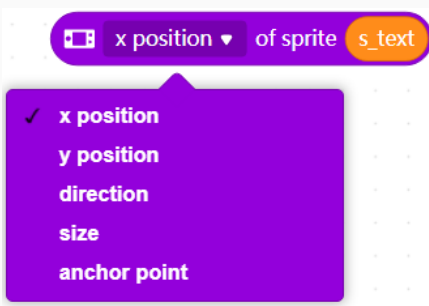 x position of sprite s_text
x position
y position
direction
size
anchor point